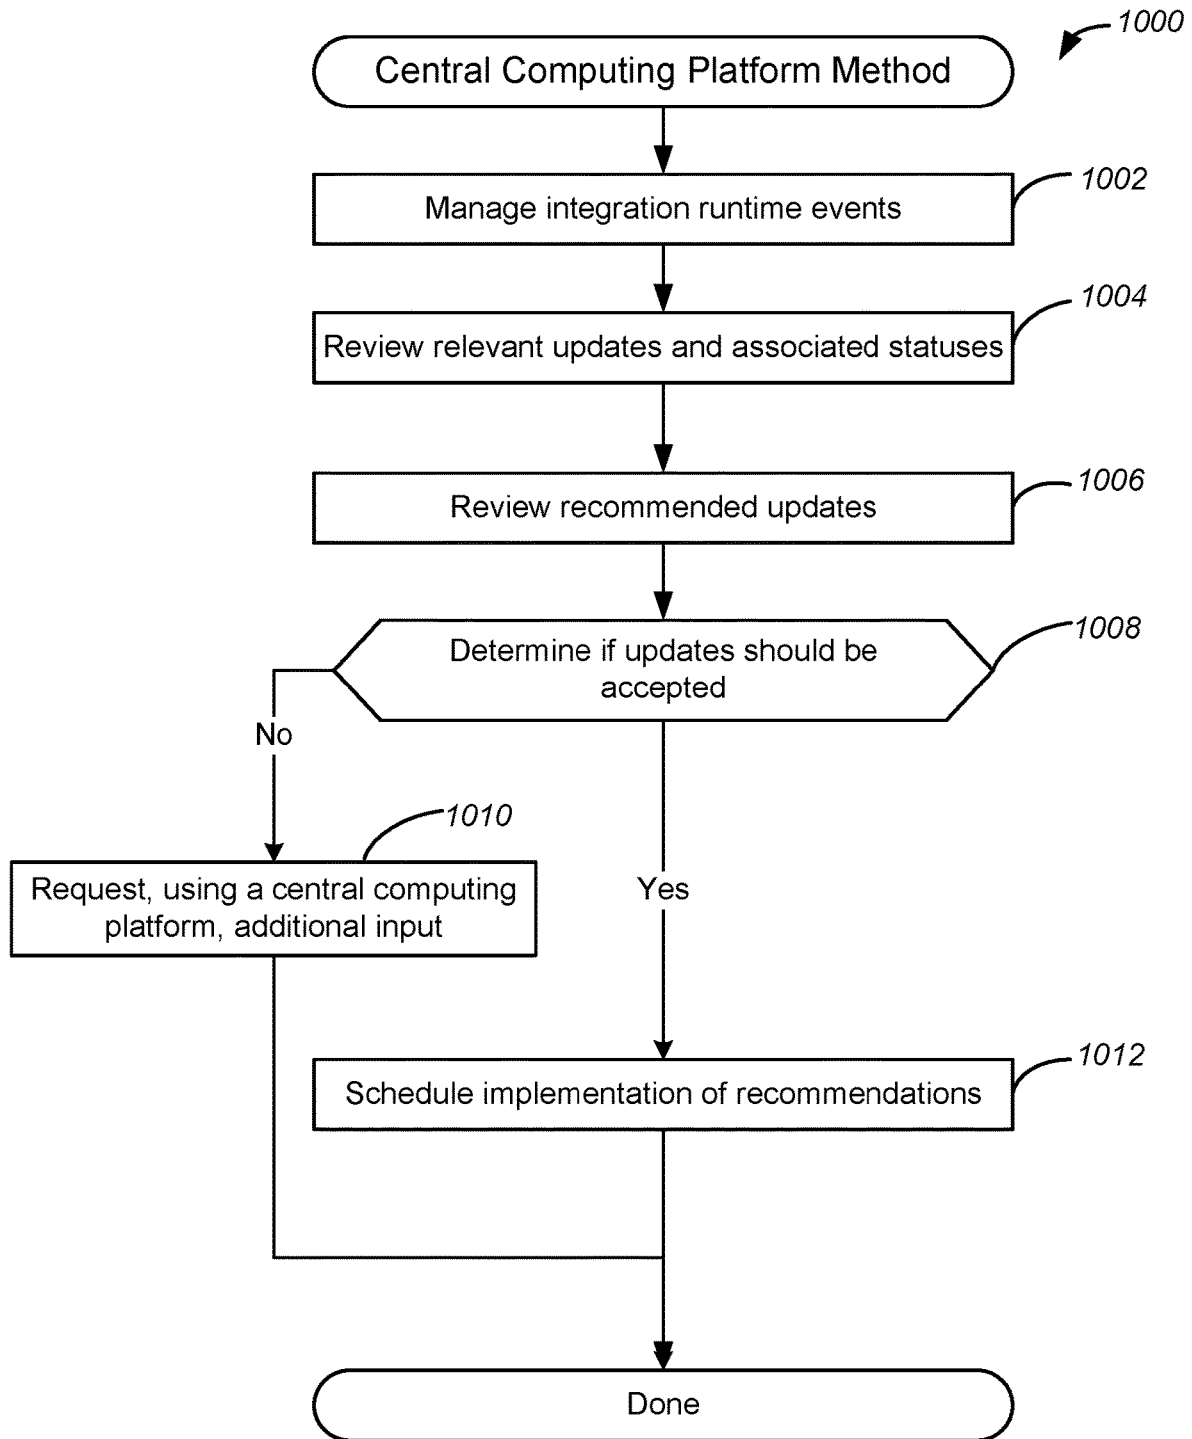 1000
Central Computing Platform Method
1002
Manage integration runtime events
1004
Review relevant updates and associated statuses
1006
Review recommended updates
1008
Determine if updates should be
accepted
No
1010
Request, using a central computing
platform, additional input
Yes
1012
Schedule implementation of recommendations
Done